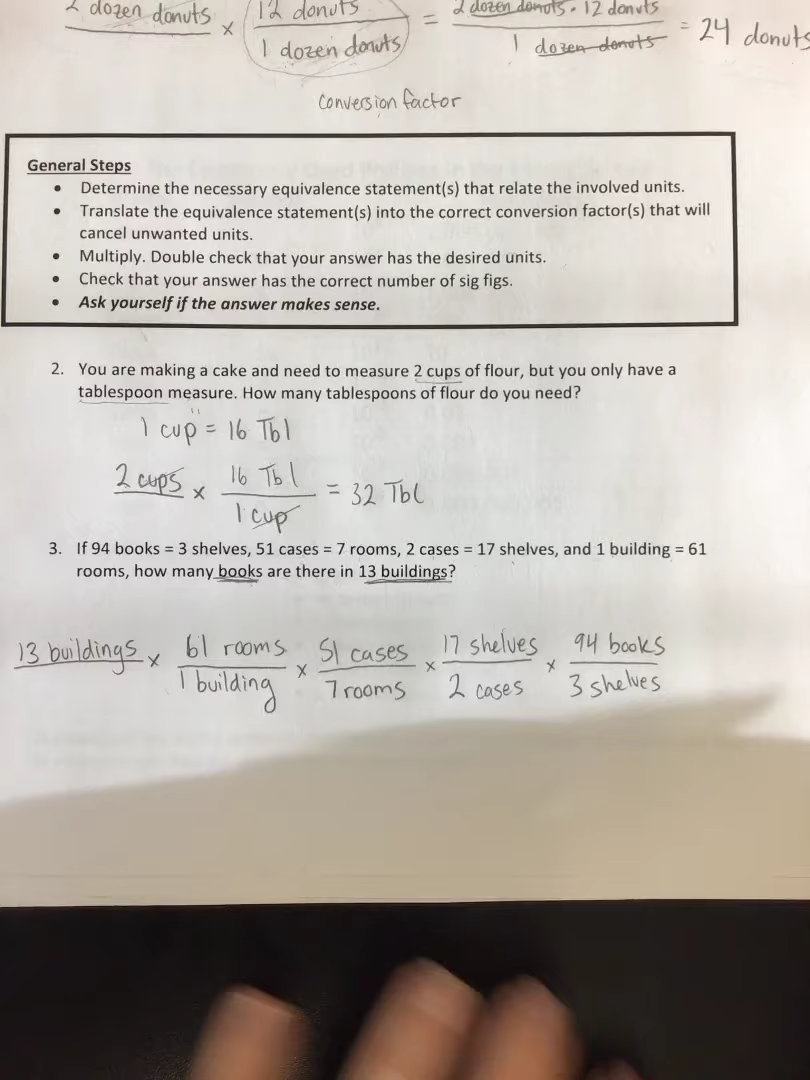 2 dozen donuts × 12 donuts / 1 dozen donuts = 2 dozen donuts · 12 donuts / 1 dozen donuts = 24 donuts
conversion factor
General Steps
• Determine the necessary equivalence statement(s) that relate the involved units.
• Translate the equivalence statement(s) into the correct conversion factor(s) that will
cancel unwanted units.
• Multiply. Double check that your answer has the desired units.
• Check that your answer has the correct number of sig figs.
• Ask yourself if the answer makes sense.
2. You are making a cake and need to measure 2 cups of flour, but you only have a
tablespoon measure. How many tablespoons of flour do you need?
1 cup = 16 Tbl
2 cups × 16 Tbl / 1 cup = 32 Tbl
3. If 94 books = 3 shelves, 51 cases = 7 rooms, 2 cases = 17 shelves, and 1 building = 61
rooms, how many books are there in 13 buildings?
13 buildings × 61 rooms / 1 building × 51 cases / 7 rooms × 17 shelves / 2 cases × 94 books / 3 shelves